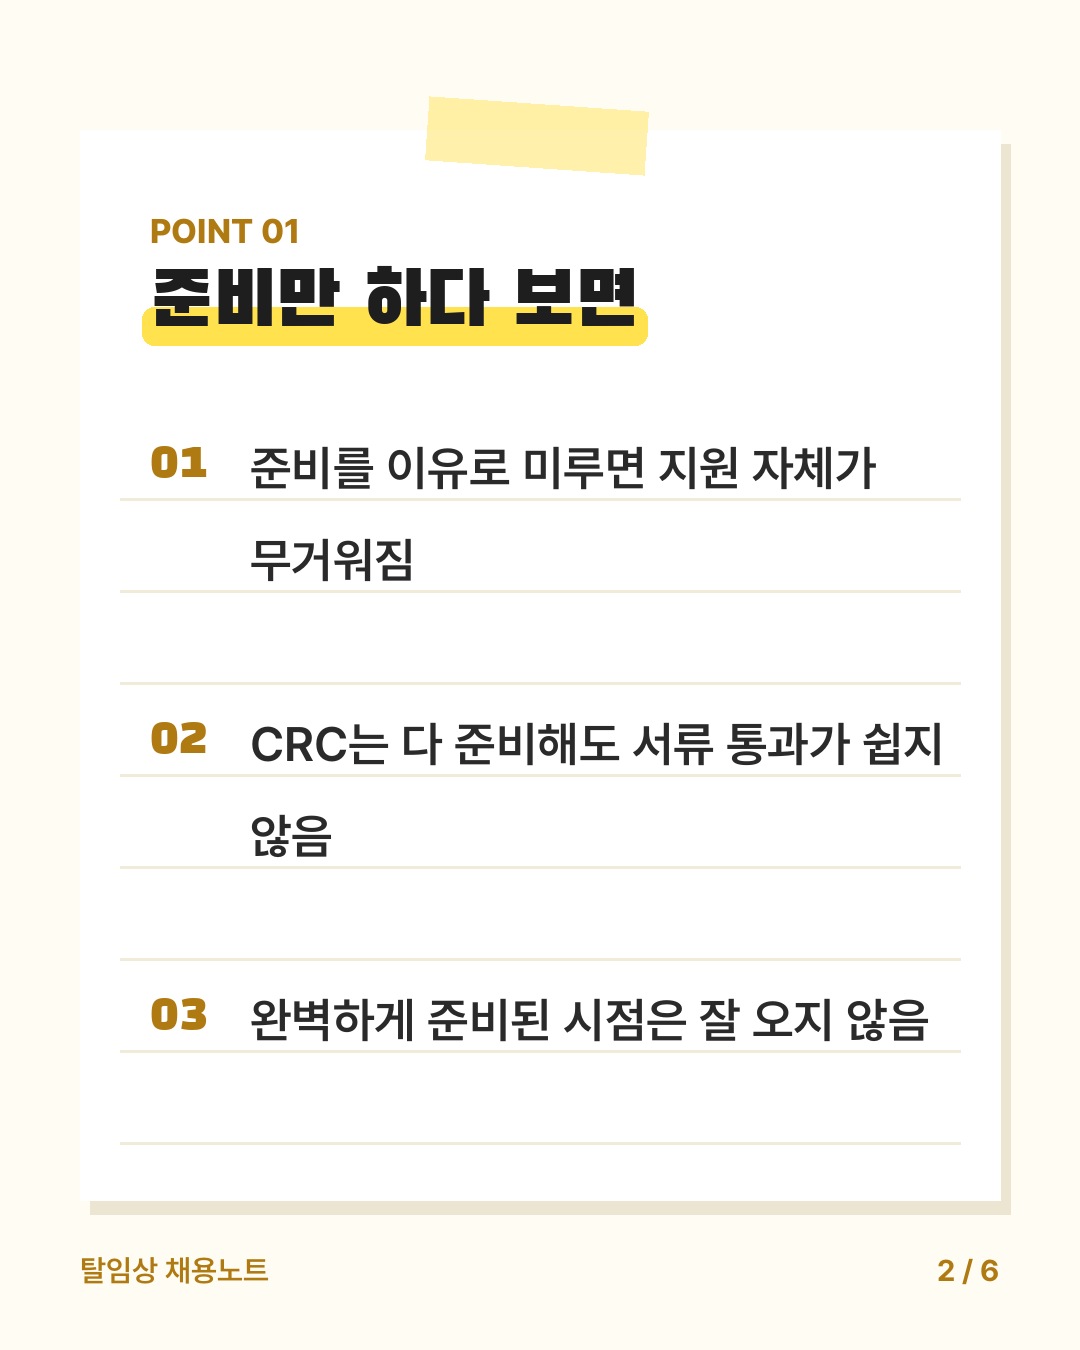 POINT 01
준비만 하다 보면
01 준비를 이유로 미루면 지원 자체가
무거워짐
02 CRC는 다 준비해도 서류 통과가 쉽지
않음
03 완벽하게 준비된 시점은 잘 오지 않음
탈임상 채용노트 2 / 6